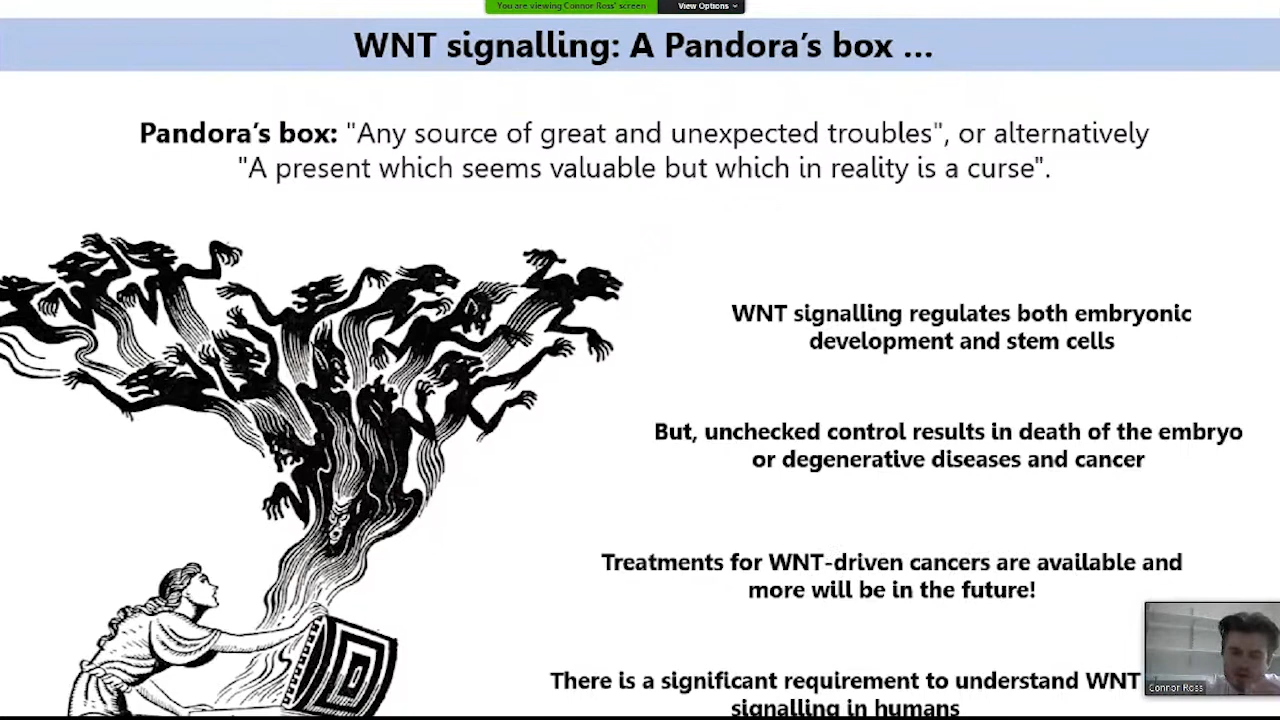 You are viewing Connor Ross' screen
View Options
WNT signalling: A Pandora's box ...
Pandora's box: "Any source of great and unexpected troubles", or alternatively
"A present which seems valuable but which in reality is a curse".
WNT signalling regulates both embryonic
development and stem cells
But, unchecked control results in death of the embryo
or degenerative diseases and cancer
Treatments for WNT-driven cancers are available and
more will be in the future!
There is a significant requirement to understand WNT
signalling in humans
Connor Ross